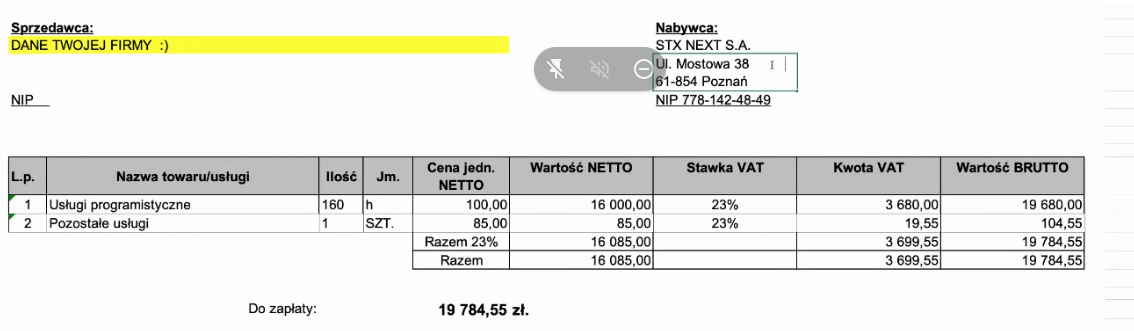 Sprzedawca:
DANE TWOJEJ FIRMY :)
NIP
Nabywca:
STX NEXT S.A.
Ul. Mostowa 38
61-854 Poznań
NIP 778-142-48-49
L.p. Nazwa towaru/usługi Ilość Jm. Cena jedn. NETTO Wartość NETTO Stawka VAT Kwota VAT Wartość BRUTTO
1 Usługi programistyczne 160 h 100,00 16 000,00 23% 3 680,00 19 680,00
2 Pozostałe usługi 1 SZT. 85,00 85,00 23% 19,55 104,55
Razem 23% 16 085,00 3 699,55 19 784,55
Razem 16 085,00 3 699,55 19 784,55
Do zapłaty: 19 784,55 zł.